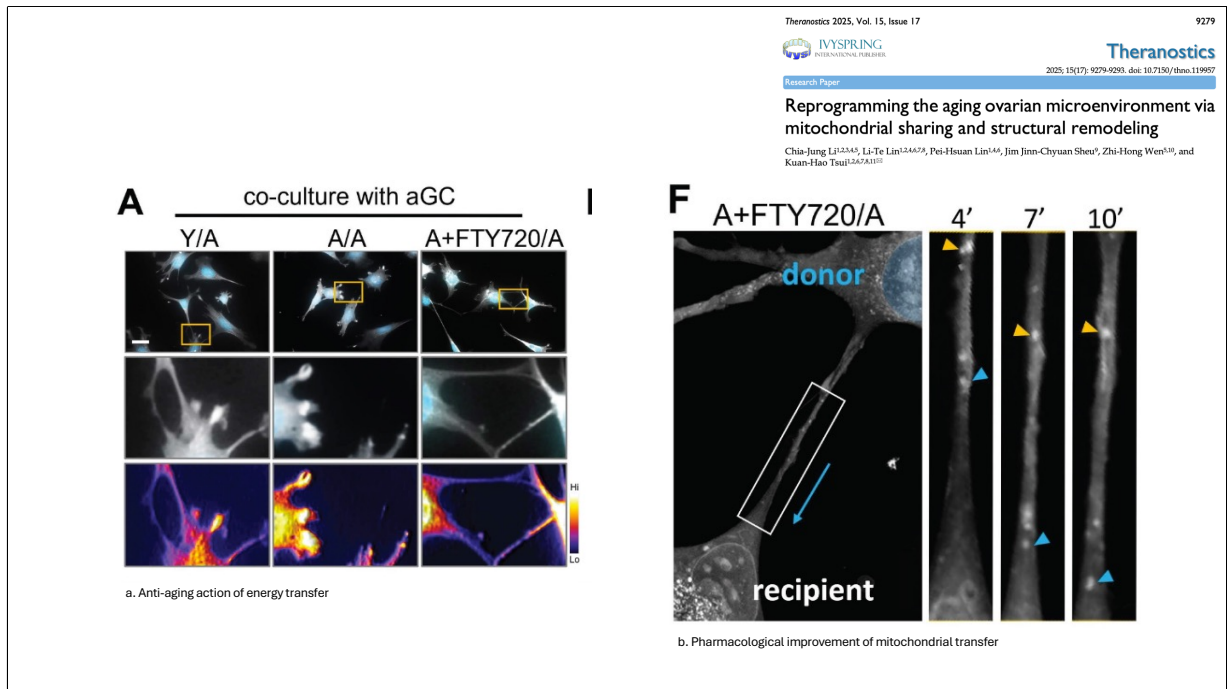 Theranostics 2025, Vol. 15, Issue 17
9279
IVYSPRING
INTERNATIONAL PUBLISHER
Theranostics
2025; 15(17): 9279-9293. doi: 10.7150/thno.119957
Research Paper
Reprogramming the aging ovarian microenvironment via
mitochondrial sharing and structural remodeling
Chia-Jung Li1,2,3,4,5, Li-Te Lin1,2,4,6,7,8, Pei-Hsuan Lin1,4,6, Jim Jinn-Chyuan Sheu9, Zhi-Hong Wen5,10, and
Kuan-Hao Tsui1,2,6,7,8,11
A
co-culture with aGC
Y/A A/A A+FTY720/A
Hi
Lo
a. Anti-aging action of energy transfer
F
A+FTY720/A 4' 7' 10'
donor
recipient
b. Pharmacological improvement of mitochondrial transfer